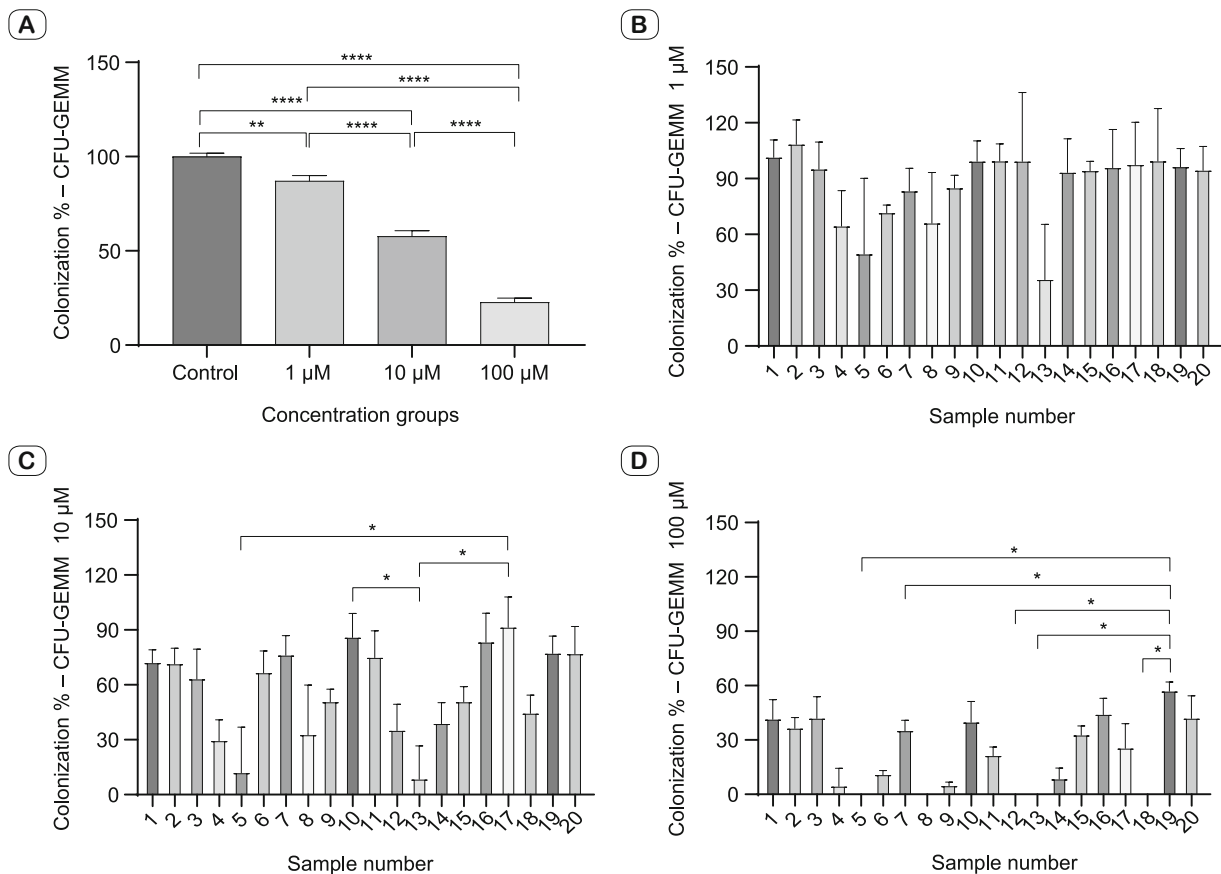 A
Colonization % – CFU-GEMM
150
100
50
0
****
****
****
**
****
****
Control
1 µM
10 µM
100 µM
Concentration groups
B
Colonization % – CFU-GEMM 1 µM
150
120
90
60
30
0
1 2 3 4 5 6 7 8 9 10 11 12 13 14 15 16 17 18 19 20
Sample number
C
Colonization % – CFU-GEMM 10 µM
150
120
90
60
30
0
*
*
*
1 2 3 4 5 6 7 8 9 10 11 12 13 14 15 16 17 18 19 20
Sample number
D
Colonization % – CFU-GEMM 100 µM
150
120
90
60
30
0
*
*
*
*
*
1 2 3 4 5 6 7 8 9 10 11 12 13 14 15 16 17 18 19 20
Sample number